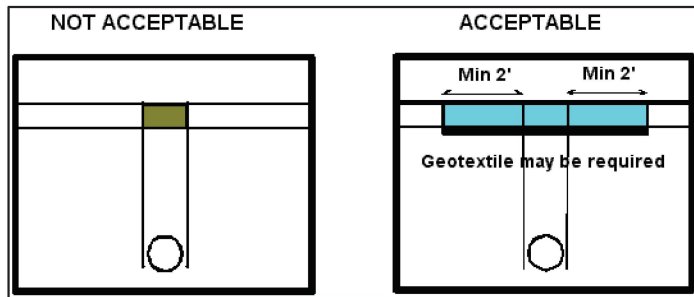 NOT ACCEPTABLE
ACCEPTABLE
Min 2' Min 2'
Geotextile may be required